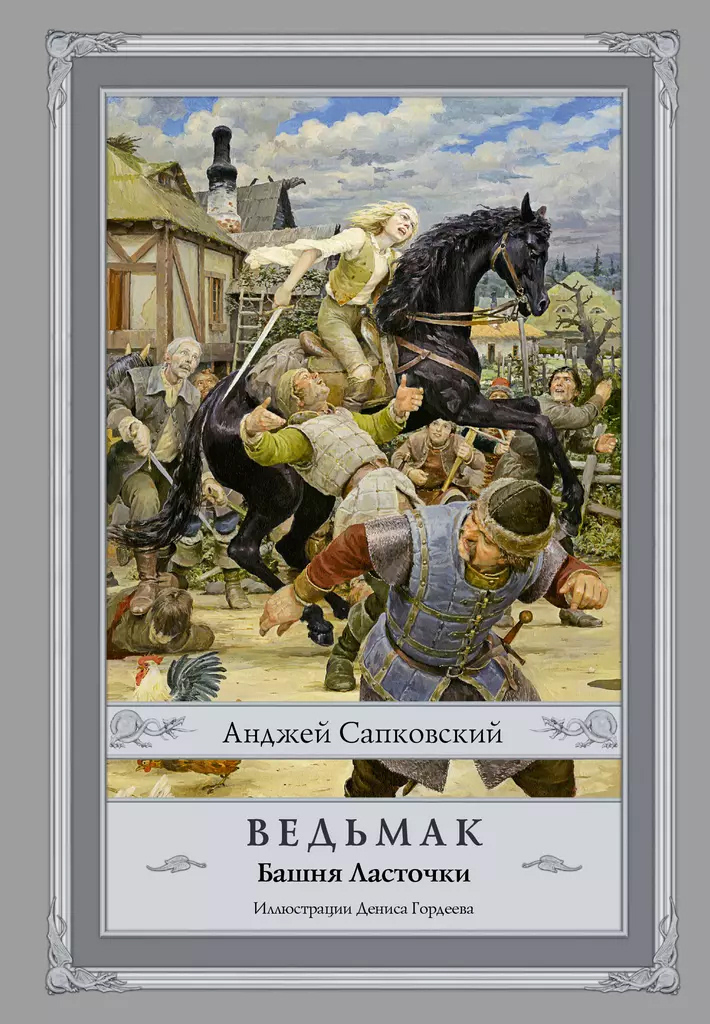 Анджей Сапковский
ВЕДЬМАК
Башня Ласточки
Иллюстрации Дениса Гордеева